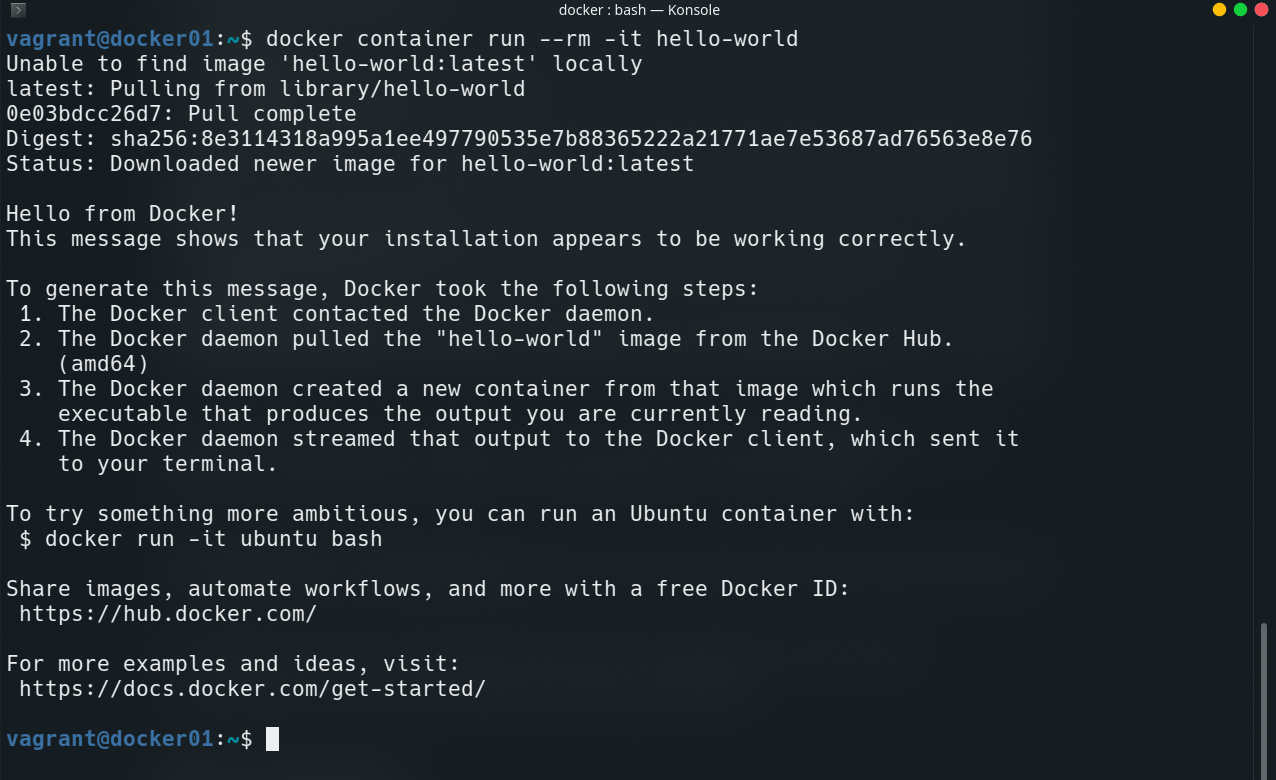 docker : bash — Konsole
vagrant@docker01:~$ docker container run --rm -it hello-world
Unable to find image 'hello-world:latest' locally
latest: Pulling from library/hello-world
0e03bdcc26d7: Pull complete
Digest: sha256:8e3114318a995a1ee497790535e7b88365222a21771ae7e53687ad76563e8e76
Status: Downloaded newer image for hello-world:latest

Hello from Docker!
This message shows that your installation appears to be working correctly.

To generate this message, Docker took the following steps:
 1. The Docker client contacted the Docker daemon.
 2. The Docker daemon pulled the "hello-world" image from the Docker Hub.
    (amd64)
 3. The Docker daemon created a new container from that image which runs the
    executable that produces the output you are currently reading.
 4. The Docker daemon streamed that output to the Docker client, which sent it
    to your terminal.

To try something more ambitious, you can run an Ubuntu container with:
 $ docker run -it ubuntu bash

Share images, automate workflows, and more with a free Docker ID:
 https://hub.docker.com/

For more examples and ideas, visit:
 https://docs.docker.com/get-started/

vagrant@docker01:~$